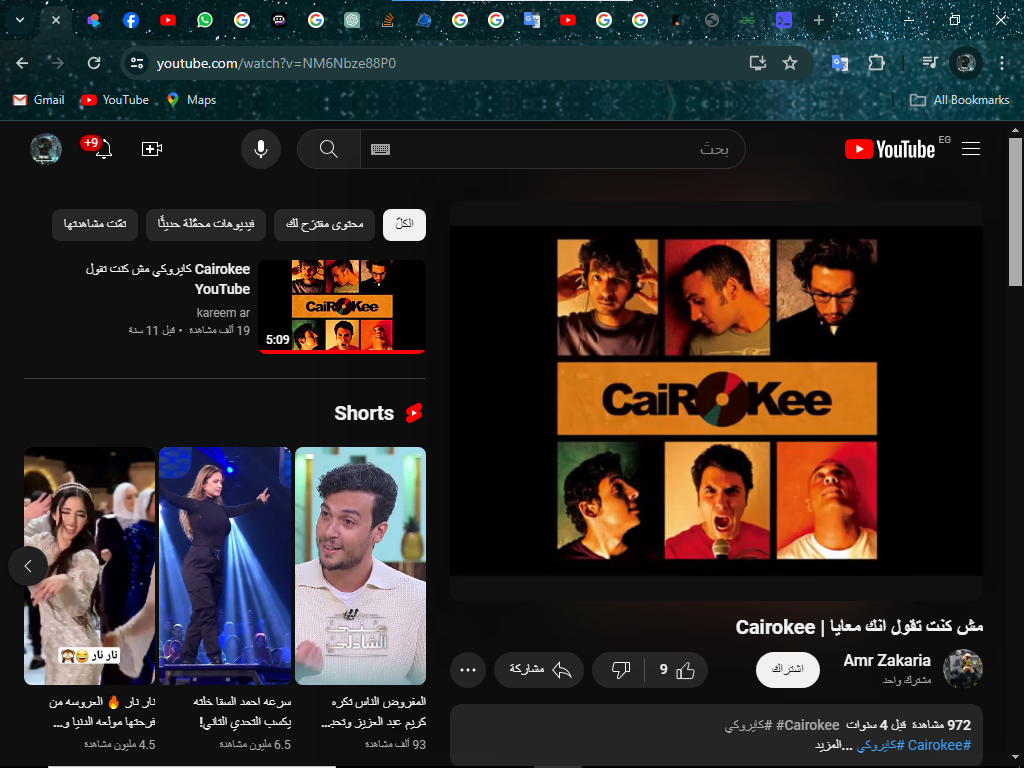 youtube.com/watch?v=NM6Nbze88P0
Gmail
YouTube
Maps
All Bookmarks
+9
بحث
YouTube EG
الكلّ
محتوى مقترَح لك
فيديوهات محمَّلة حديثًا
تمّت مشاهدتها
Cairokee كايروكي مش كنت تقول
YouTube
kareem ar
19 ألف مشاهدة • قبل 11 سنة
CaiRoKee
5:09
Shorts
نار نار
نار نار 🔥 العروسه من
فرحتها مولعه الدنيا و...
4.5 مليون مشاهدة
سرعه احمد السقا خلته
يكسب التحدي التاني!
6.5 مليون مشاهدة
منى
الشاذلي
المفروض الناس تكره
كريم عبد العزيز وتحب...
93 ألف مشاهدة
CaiRoKee
مش كنت تقول انك معايا | Cairokee
Amr Zakaria
مشترك واحد
اشتراك
9
مشاركة
972 مشاهدة قبل 4 سنوات #Cairokee #كايروكي
#Cairokee #كايروكي ...المزيد